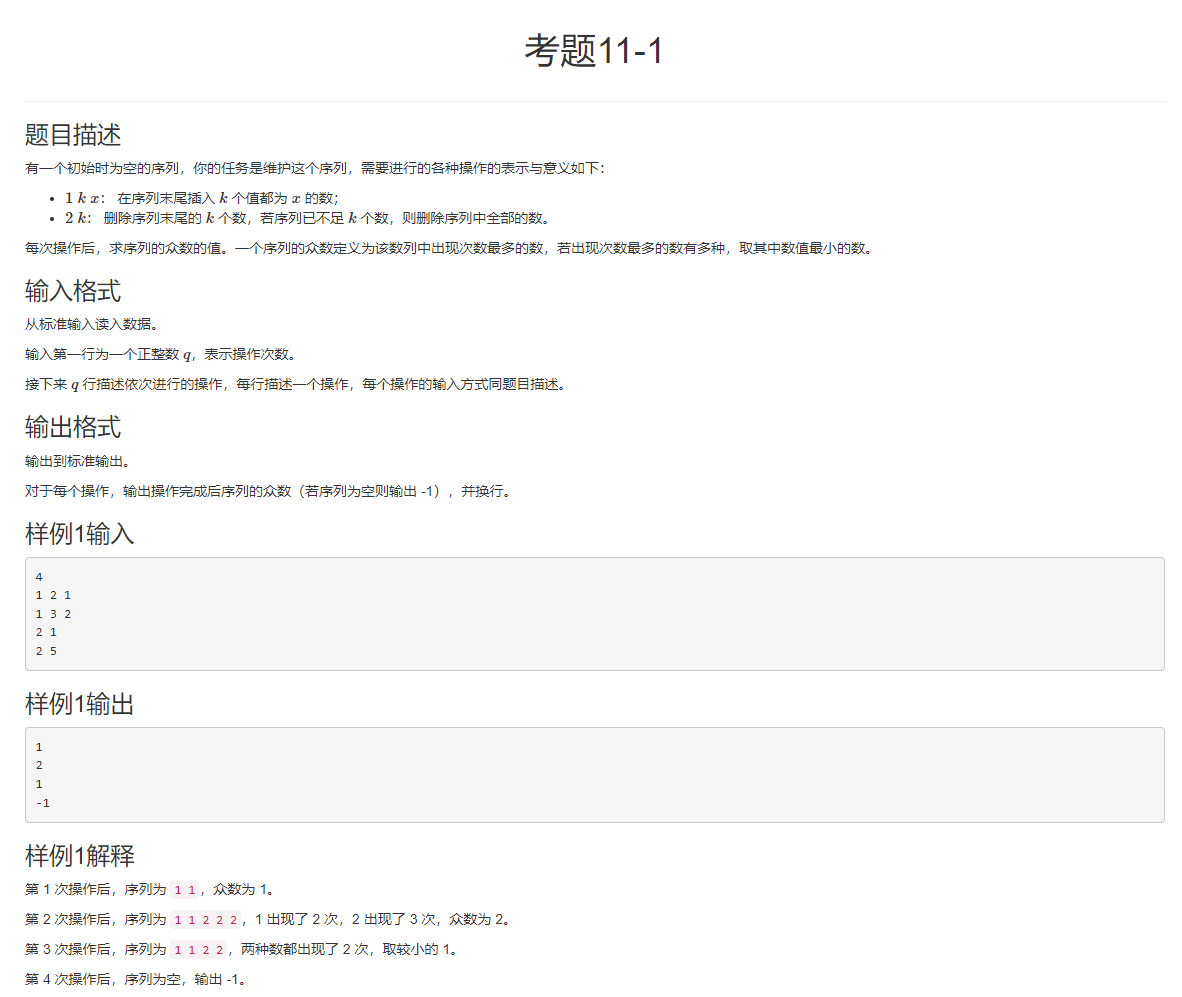 考题11-1
题目描述
有一个初始时为空的序列，你的任务是维护这个序列，需要进行的各种操作的表示与意义如下：
• 1 k x： 在序列末尾插入 k 个值都为 x 的数；
• 2 k： 删除序列末尾的 k 个数，若序列已不足 k 个数，则删除序列中全部的数。
每次操作后，求序列的众数的值。一个序列的众数定义为该数列中出现次数最多的数，若出现次数最多的数有多种，取其中数值最小的数。
输入格式
从标准输入读入数据。
输入第一行为一个正整数 q，表示操作次数。
接下来 q 行描述依次进行的操作，每行描述一个操作，每个操作的输入方式同题目描述。
输出格式
输出到标准输出。
对于每个操作，输出操作完成后序列的众数（若序列为空则输出 -1），并换行。
样例1输入
4
1 2 1
1 3 2
2 1
2 5
样例1输出
1
2
1
-1
样例1解释
第 1 次操作后，序列为 1 1，众数为 1。
第 2 次操作后，序列为 1 1 2 2 2，1 出现了 2 次，2 出现了 3 次，众数为 2。
第 3 次操作后，序列为 1 1 2 2，两种数都出现了 2 次，取较小的 1。
第 4 次操作后，序列为空，输出 -1。